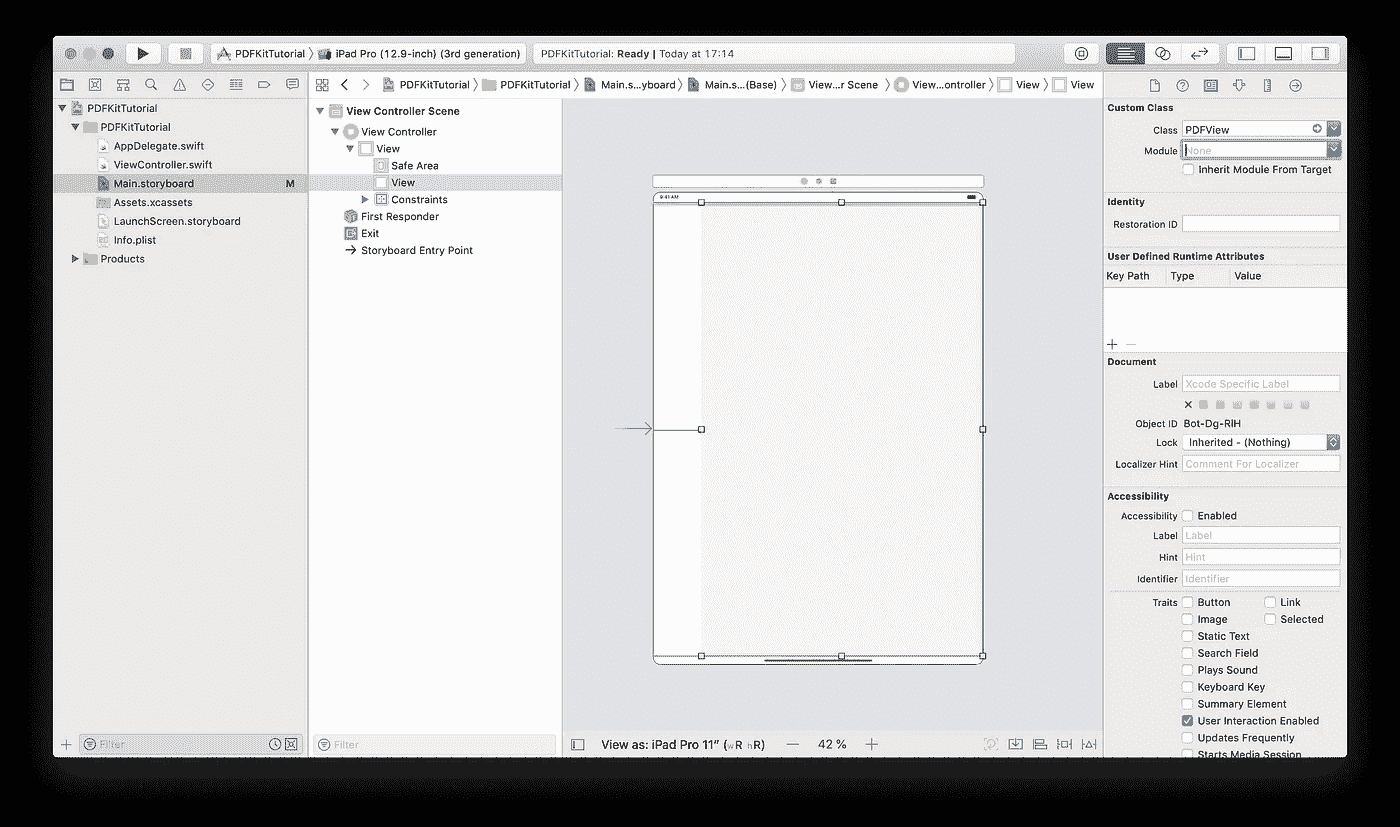 PDFKitTutorial iPad Pro (12.9-inch) (3rd generation) PDFKitTutorial: Ready | Today at 17:14
PDFKitTutorial PDFKitTutorial Main.s...yboard Main.s...(Base) View...r Scene View...ontroller View View
PDFKitTutorial
PDFKitTutorial
AppDelegate.swift
ViewController.swift
Main.storyboard M
Assets.xcassets
LaunchScreen.storyboard
Info.plist
Products
Filter
View Controller Scene
View Controller
View
Safe Area
View
Constraints
First Responder
Exit
Storyboard Entry Point
Filter
9:41 AM
View as: iPad Pro 11” (wR hR) 42 %
Custom Class
Class PDFView
Module None
Inherit Module From Target
Identity
Restoration ID
User Defined Runtime Attributes
Key Path Type Value
Document
Label Xcode Specific Label
Object ID Bot-Dg-RIH
Lock Inherited - (Nothing)
Localizer Hint Comment For Localizer
Accessibility
Accessibility Enabled
Label Label
Hint Hint
Identifier Identifier
Traits Button Link
Image Selected
Static Text
Search Field
Plays Sound
Keyboard Key
Summary Element
User Interaction Enabled
Updates Frequently
Starts Media Session